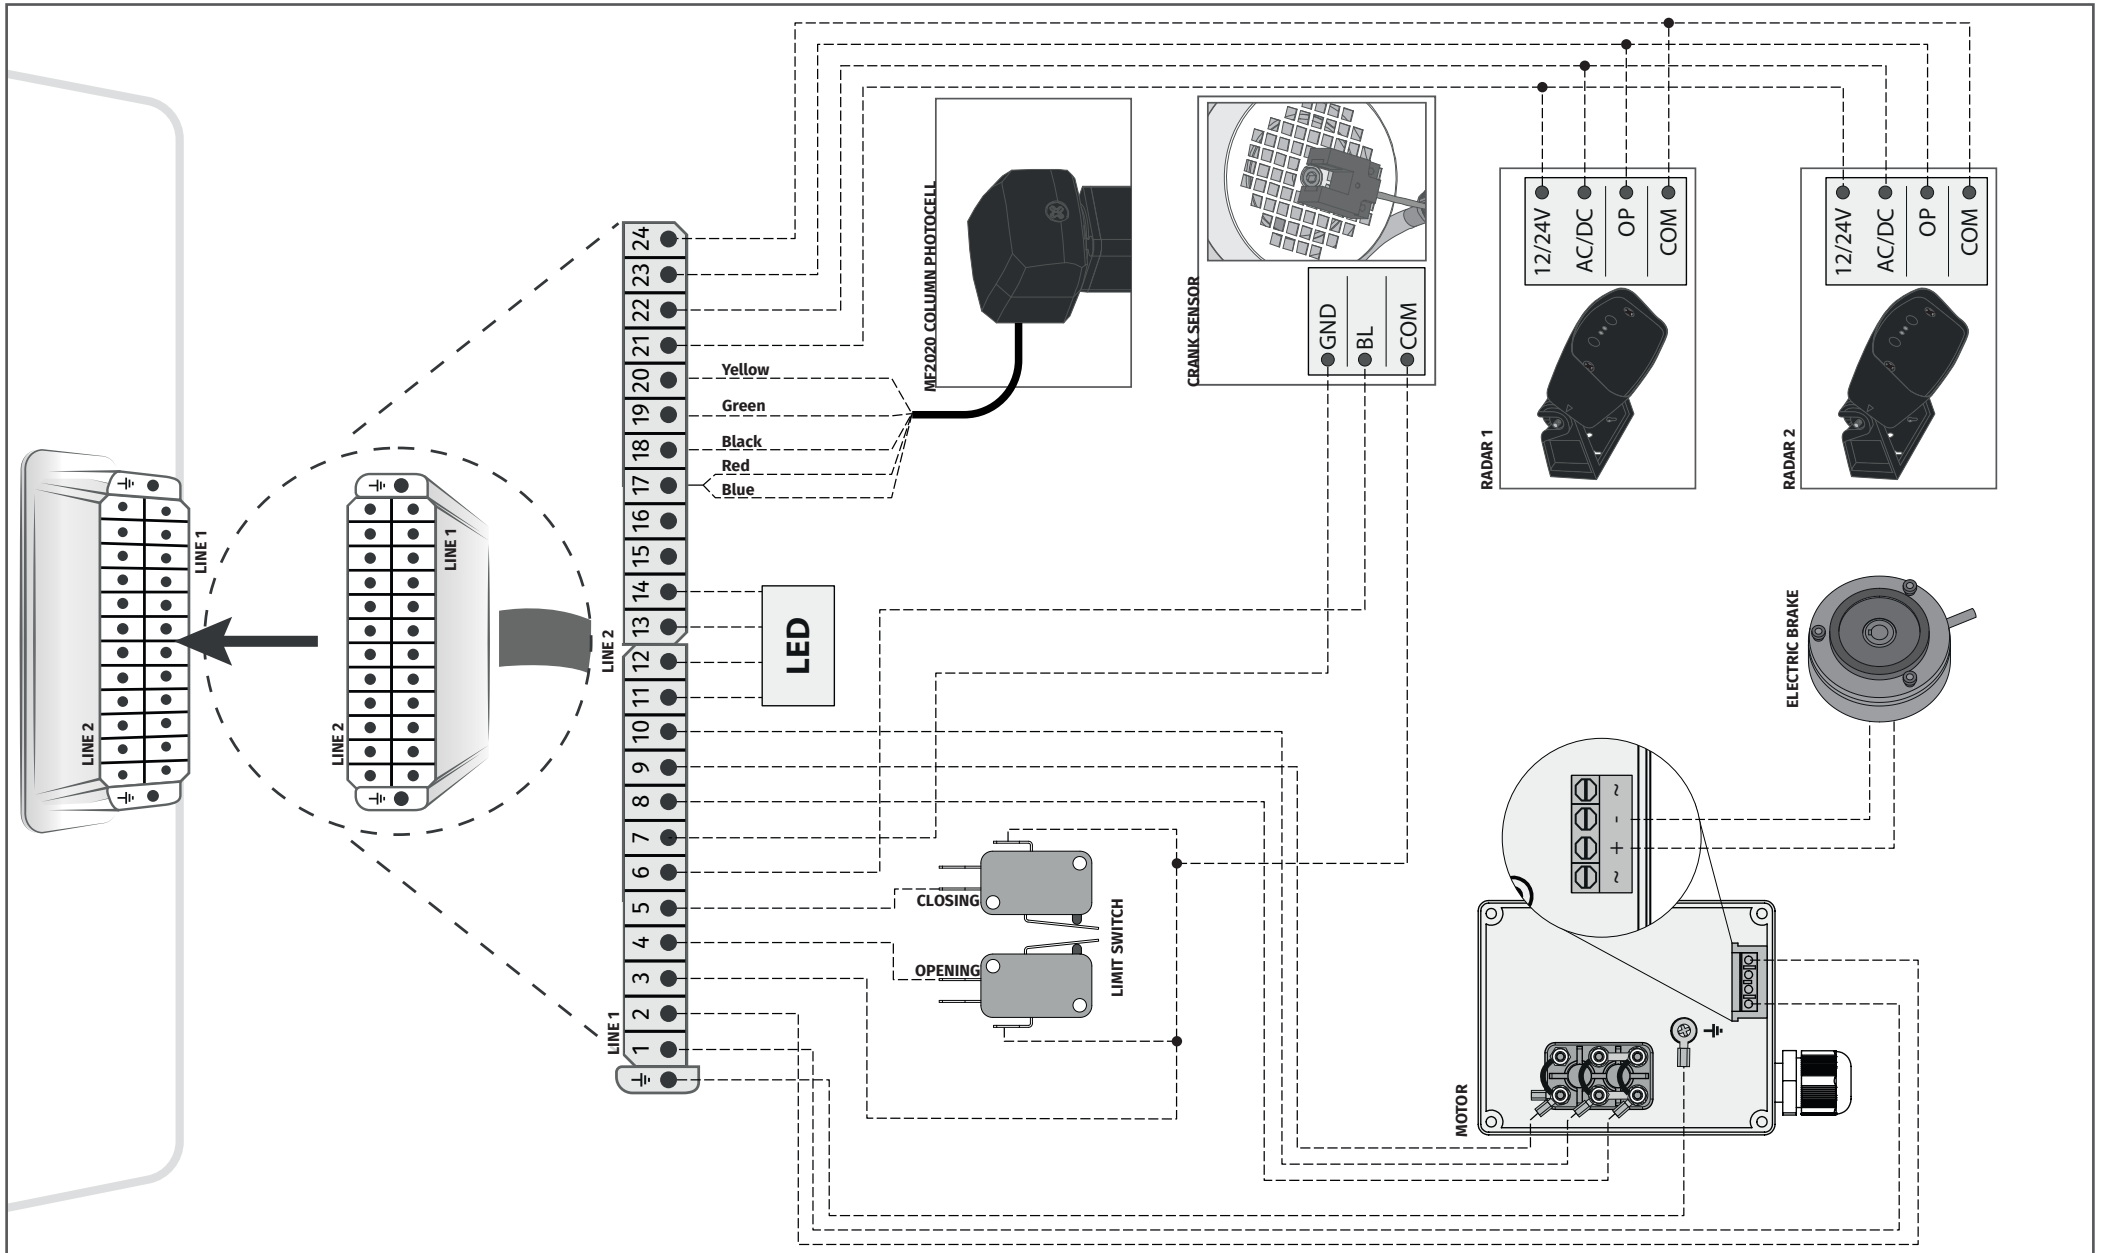 LINE 1
LINE 2
LINE 1
LINE 2
LINE 2
LINE 1
24
23
22
21
20
19
18
17
16
15
14
13
12
11
10
9
8
7
6
5
4
3
2
1
Yellow
Green
Black
Red
Blue
LED
MF2020 COLUMN PHOTOCELL
CRANK SENSOR
GND
BL
COM
RADAR 1
12/24V
AC/DC
OP
COM
RADAR 2
12/24V
AC/DC
OP
COM
CLOSING
OPENING
LIMIT SWITCH
ELECTRIC BRAKE
~
-
+
~
MOTOR